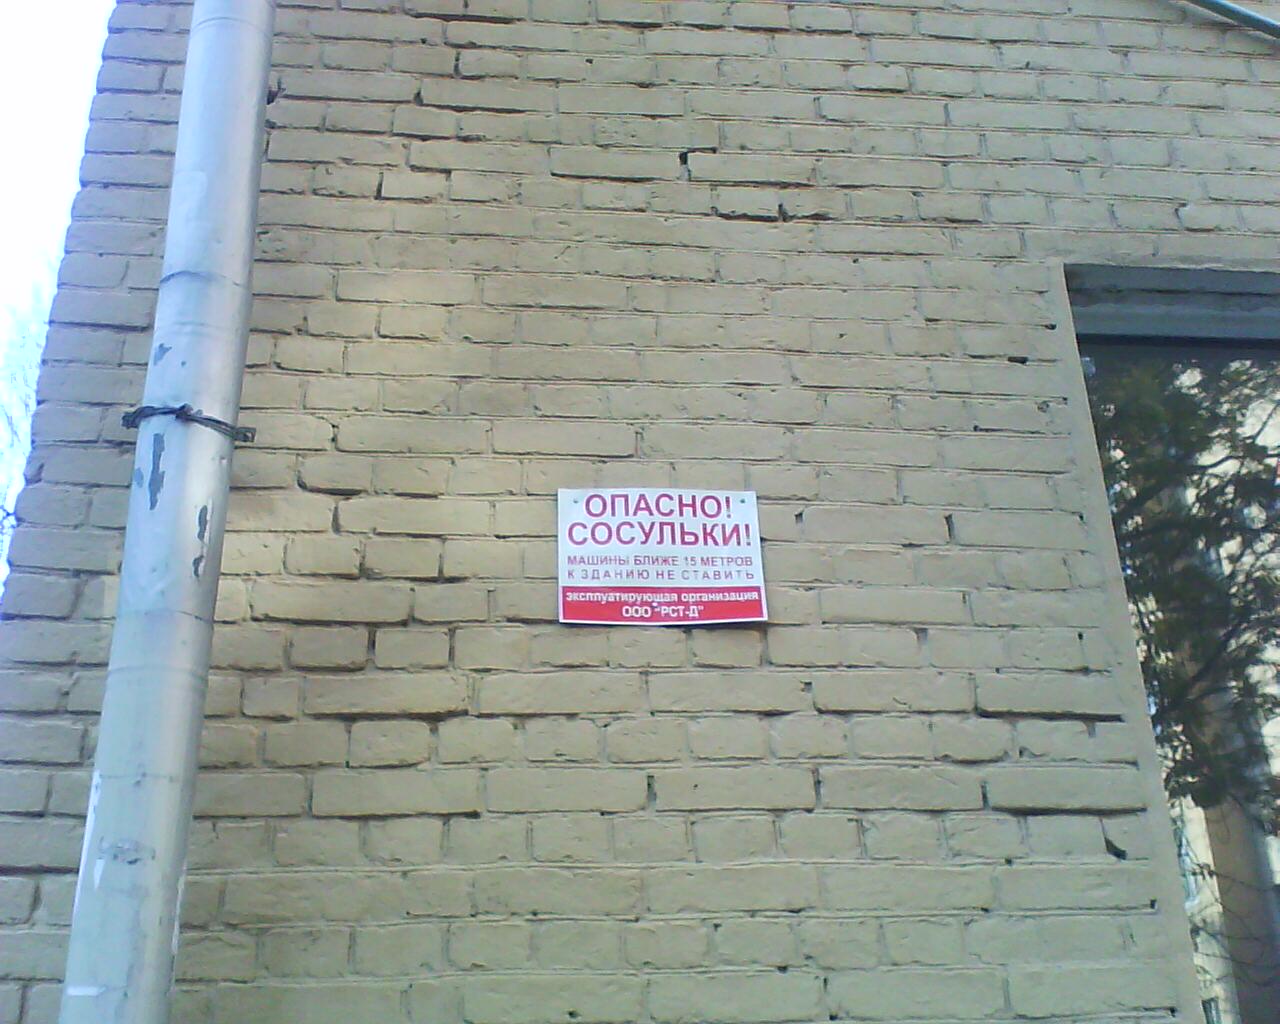 ОПАСНО!
СОСУЛЬКИ!
МАШИНЫ БЛИЖЕ 15 МЕТРОВ
К ЗДАНИЮ НЕ СТАВИТЬ
эксплуатирующая организация
ООО "РСТ-Д"